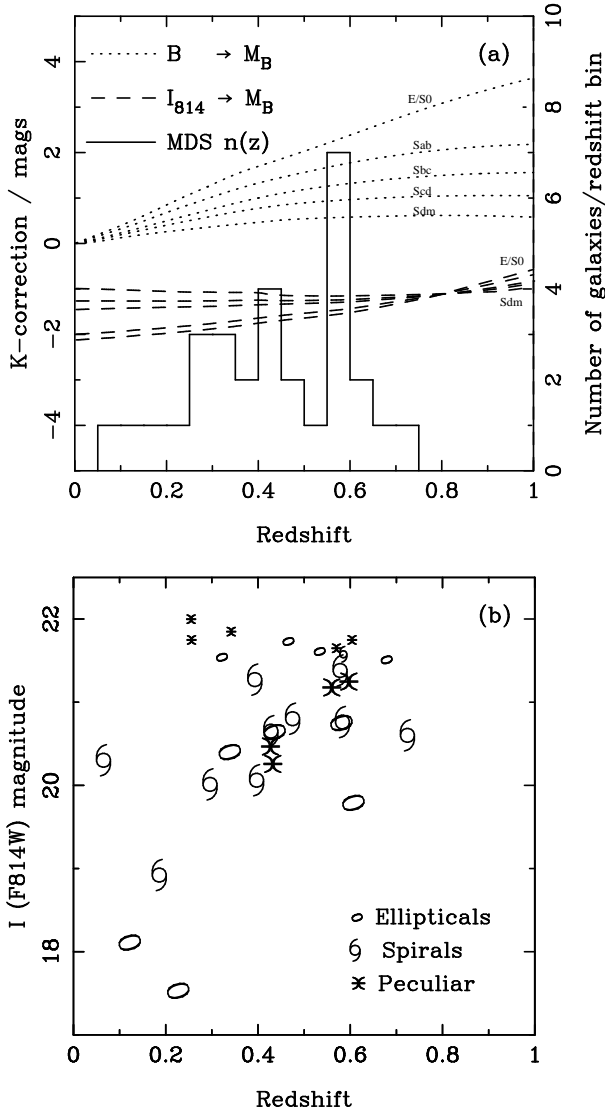 (a)
B → M_B
I_814 → M_B
MDS n(z)
E/S0
Sab
Sbc
Scd
Sdm
E/S0
Sdm
K-correction / mags
4
2
0
−2
−4
Number of galaxies/redshift bin
10
8
6
4
2
0
0 0.2 0.4 0.6 0.8 1
Redshift
(b)
I (F814W) magnitude
22
20
18
Ellipticals
Spirals
Peculiar
0 0.2 0.4 0.6 0.8 1
Redshift